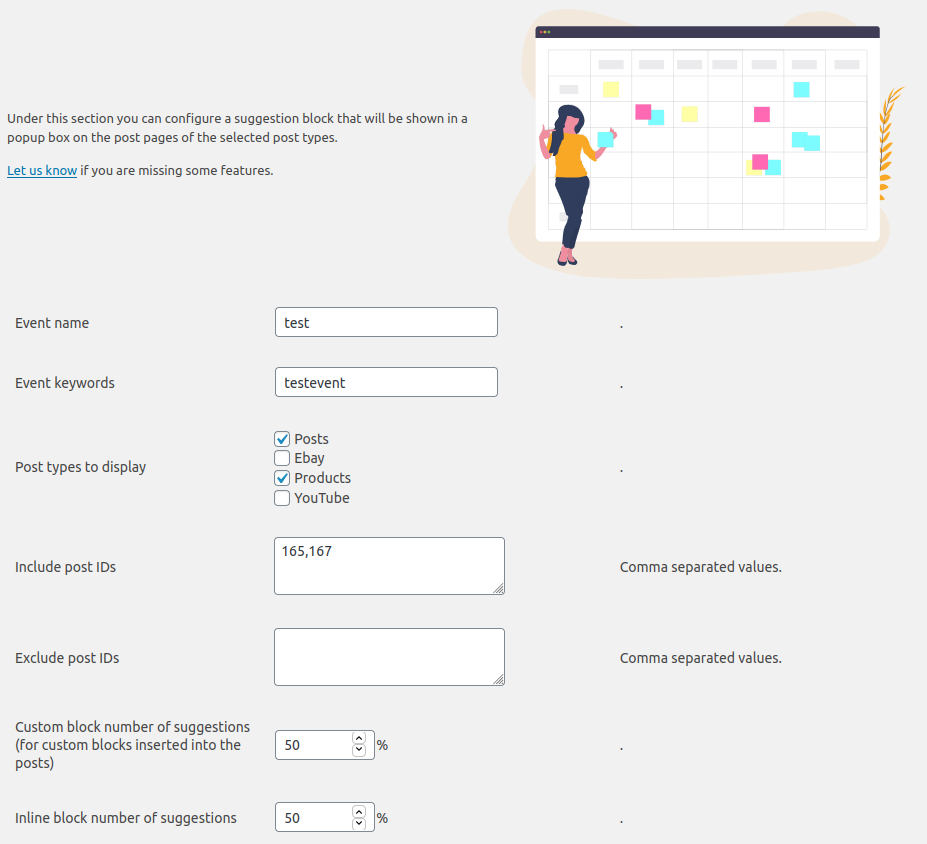 Under this section you can configure a suggestion block that will be shown in a
popup box on the post pages of the selected post types.
Let us know if you are missing some features.
Event name
test
.
Event keywords
testevent
.
Post types to display
Posts
Ebay
Products
YouTube
.
Include post IDs
165,167
Comma separated values.
Exclude post IDs
Comma separated values.
Custom block number of suggestions
(for custom blocks inserted into the
posts)
50
%
.
Inline block number of suggestions
50
%
.